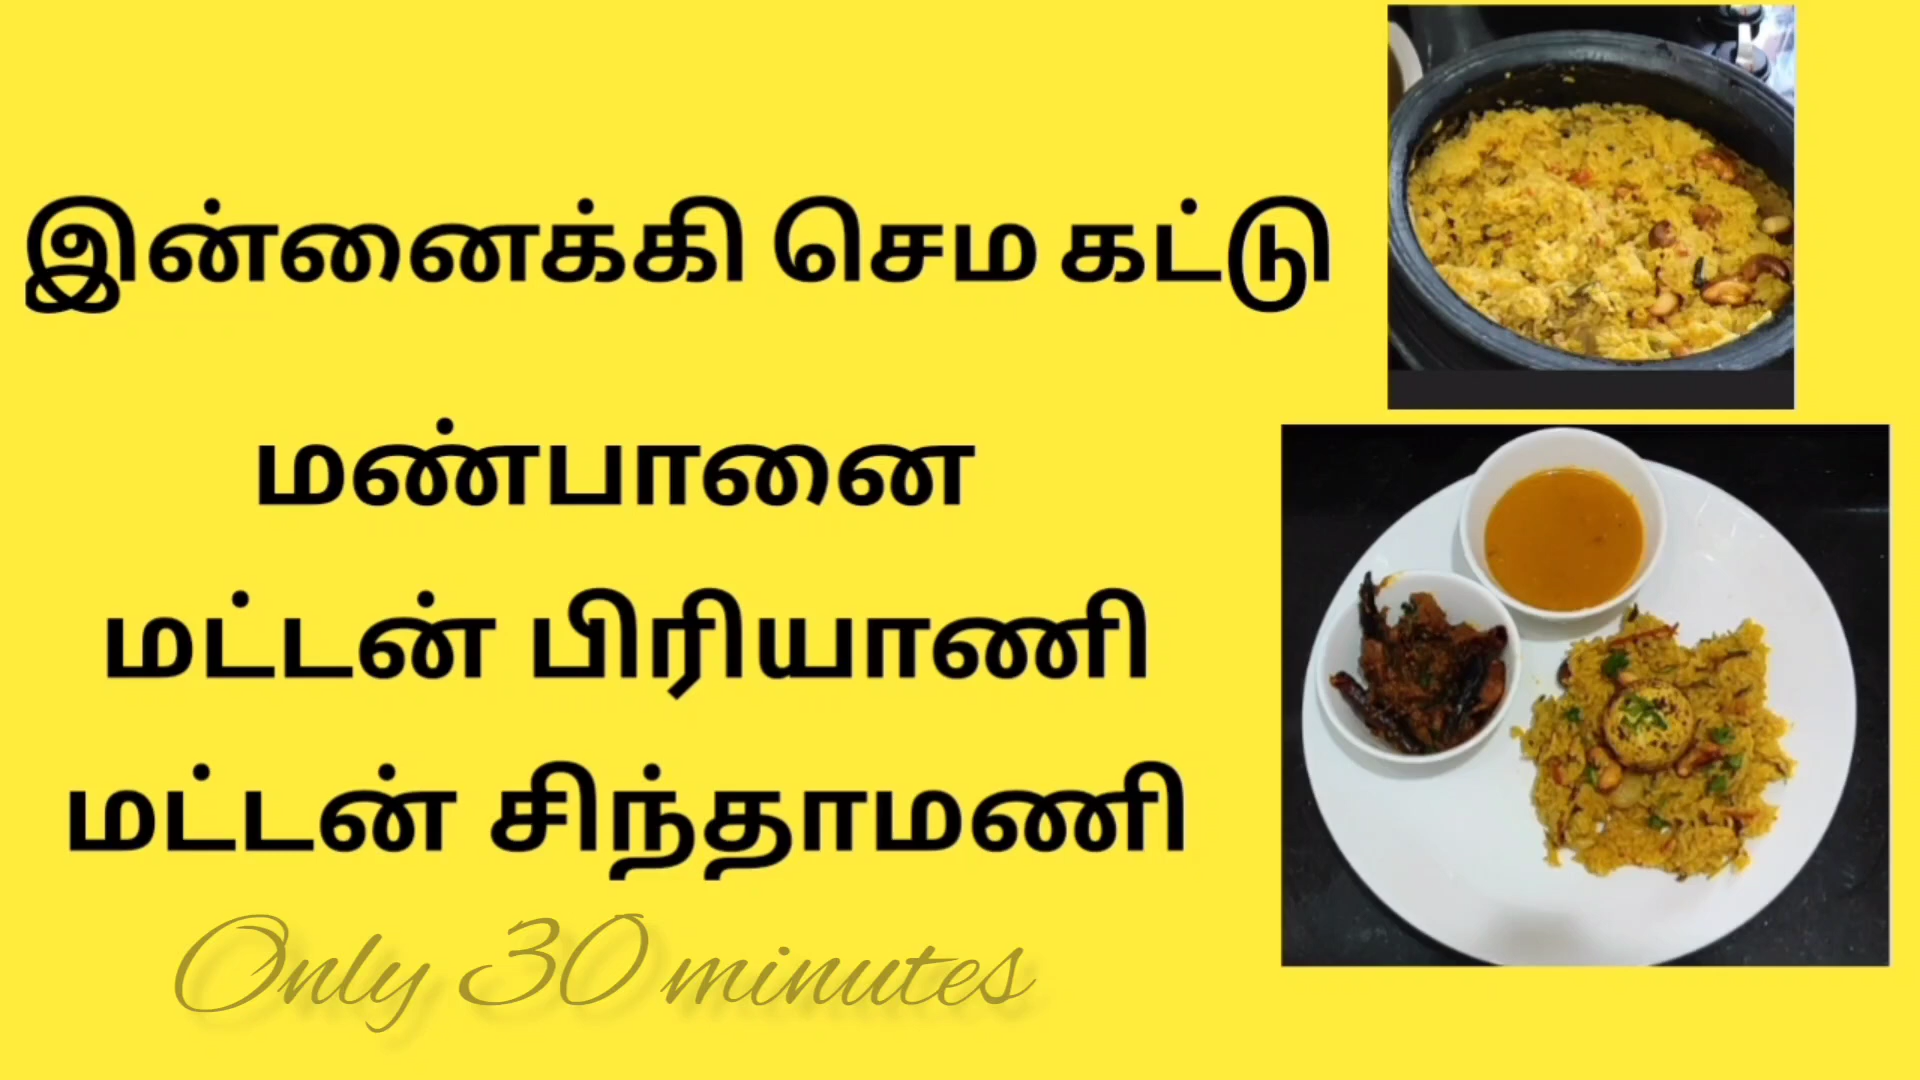 இன்னைக்கி செம கட்டு
மண்பானை
மட்டன் பிரியாணி
மட்டன் சிந்தாமணி
Only 30 minutes